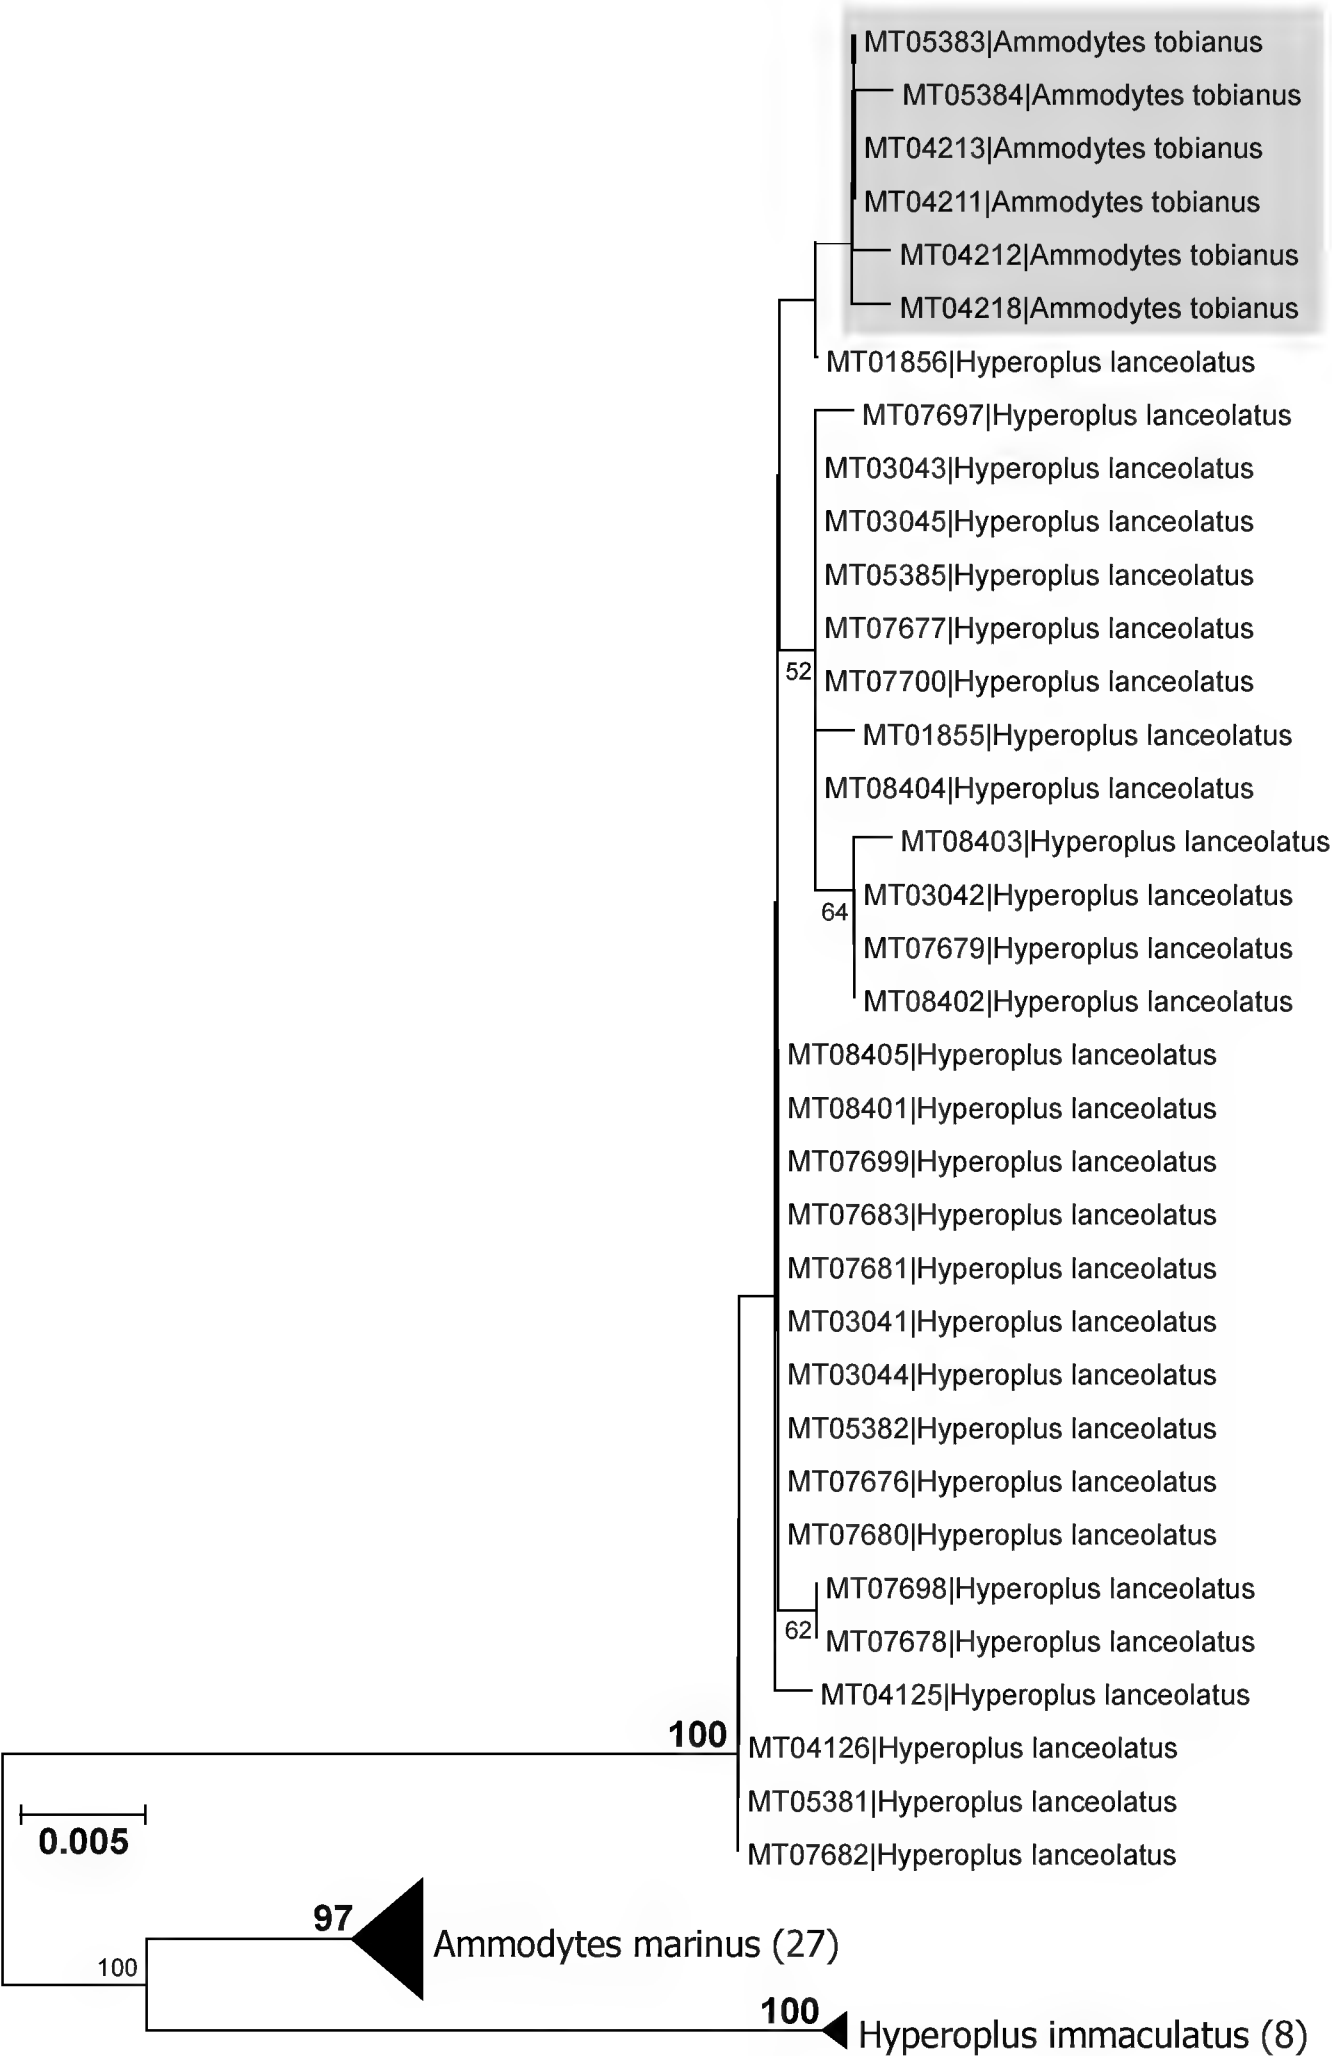 MT05383|Ammodytes tobianus
MT05384|Ammodytes tobianus
MT04213|Ammodytes tobianus
MT04211|Ammodytes tobianus
MT04212|Ammodytes tobianus
MT04218|Ammodytes tobianus
MT01856|Hyperoplus lanceolatus
MT07697|Hyperoplus lanceolatus
MT03043|Hyperoplus lanceolatus
MT03045|Hyperoplus lanceolatus
MT05385|Hyperoplus lanceolatus
MT07677|Hyperoplus lanceolatus
52
MT07700|Hyperoplus lanceolatus
MT01855|Hyperoplus lanceolatus
MT08404|Hyperoplus lanceolatus
MT08403|Hyperoplus lanceolatus
MT03042|Hyperoplus lanceolatus
64
MT07679|Hyperoplus lanceolatus
MT08402|Hyperoplus lanceolatus
MT08405|Hyperoplus lanceolatus
MT08401|Hyperoplus lanceolatus
MT07699|Hyperoplus lanceolatus
MT07683|Hyperoplus lanceolatus
MT07681|Hyperoplus lanceolatus
MT03041|Hyperoplus lanceolatus
MT03044|Hyperoplus lanceolatus
MT05382|Hyperoplus lanceolatus
MT07676|Hyperoplus lanceolatus
MT07680|Hyperoplus lanceolatus
MT07698|Hyperoplus lanceolatus
62
MT07678|Hyperoplus lanceolatus
MT04125|Hyperoplus lanceolatus
100
MT04126|Hyperoplus lanceolatus
MT05381|Hyperoplus lanceolatus
0.005
MT07682|Hyperoplus lanceolatus
97
Ammodytes marinus (27)
100
100
Hyperoplus immaculatus (8)